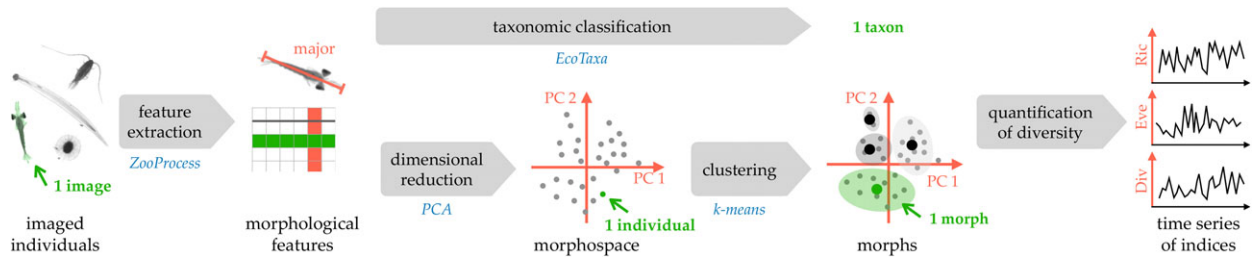 taxonomic classification
EcoTaxa
1 taxon
major
feature
extraction
ZooProcess
1 image
imaged
individuals
morphological
features
dimensional
reduction
PCA
PC 2
PC 1
1 individual
morphospace
clustering
k-means
PC 2
PC 1
1 morph
morphs
quantification
of diversity
Ric
Eve
Div
time series
of indices